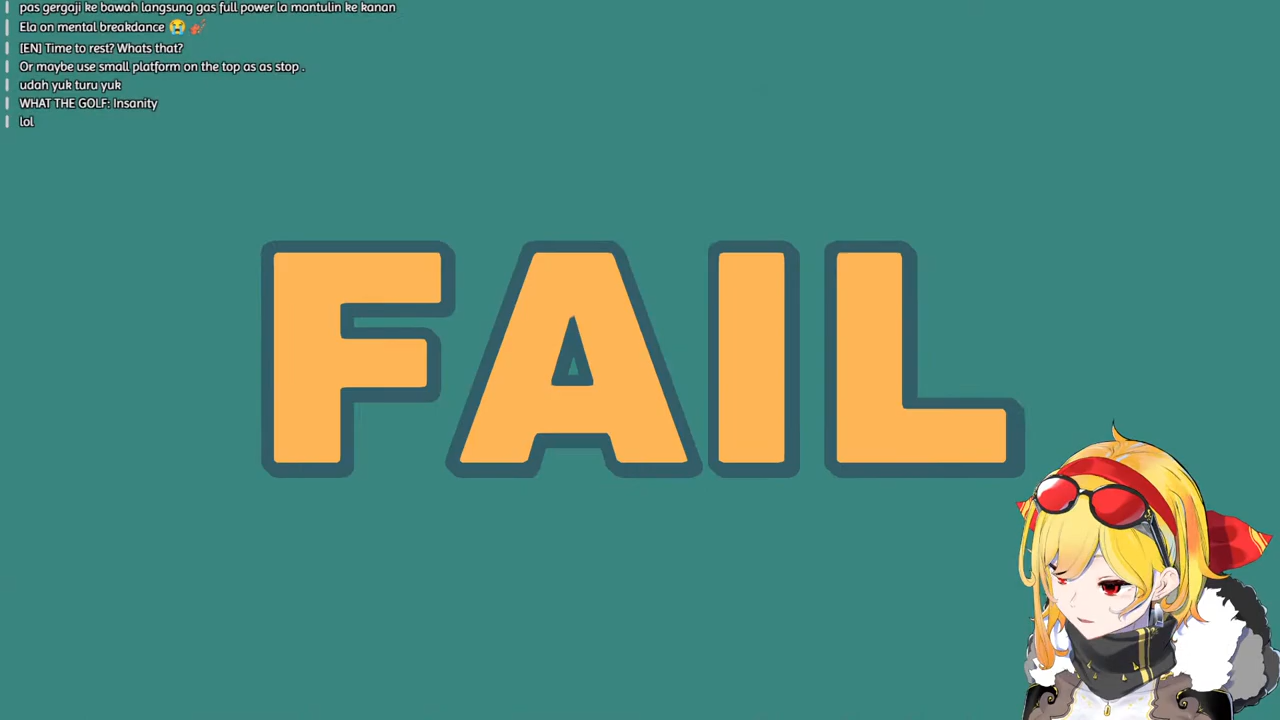 pas gergaji ke bawah langsung gas full power la mantulin ke kanan
Ela on mental breakdance 😭 💅
[EN] Time to rest? Whats that?
Or maybe use small platform on the top as as stop .
udah yuk turu yuk
WHAT THE GOLF: Insanity
lol
FAIL